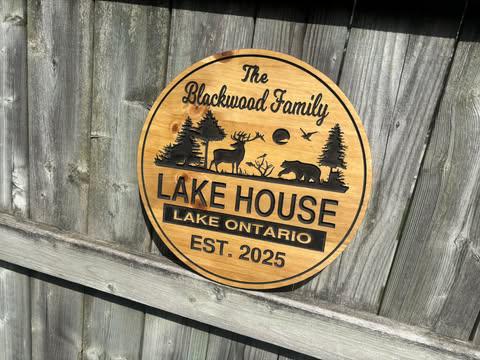 The
Blackwood Family
LAKE HOUSE
LAKE ONTARIO
EST. 2025